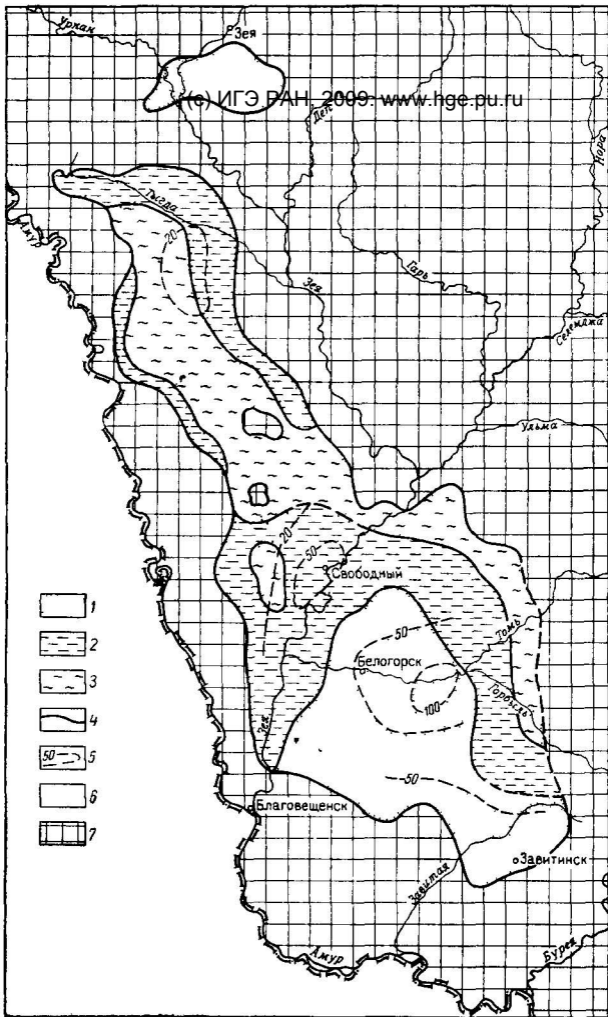 Уркан
Зея
(c) ИГЭ РАН, 2009: www.hge.pu.ru
Деп
Нора
Тыгда
Амур
20
Гарь
Зея
Селемджа
Ульма
20
50
Свободный
1
2
50
Томь
3
Белогорск
4
100
Горбыль
50 5
Зея
50
6
Благовещенск
7
Завитинск
Завитая
Амур
Бурея